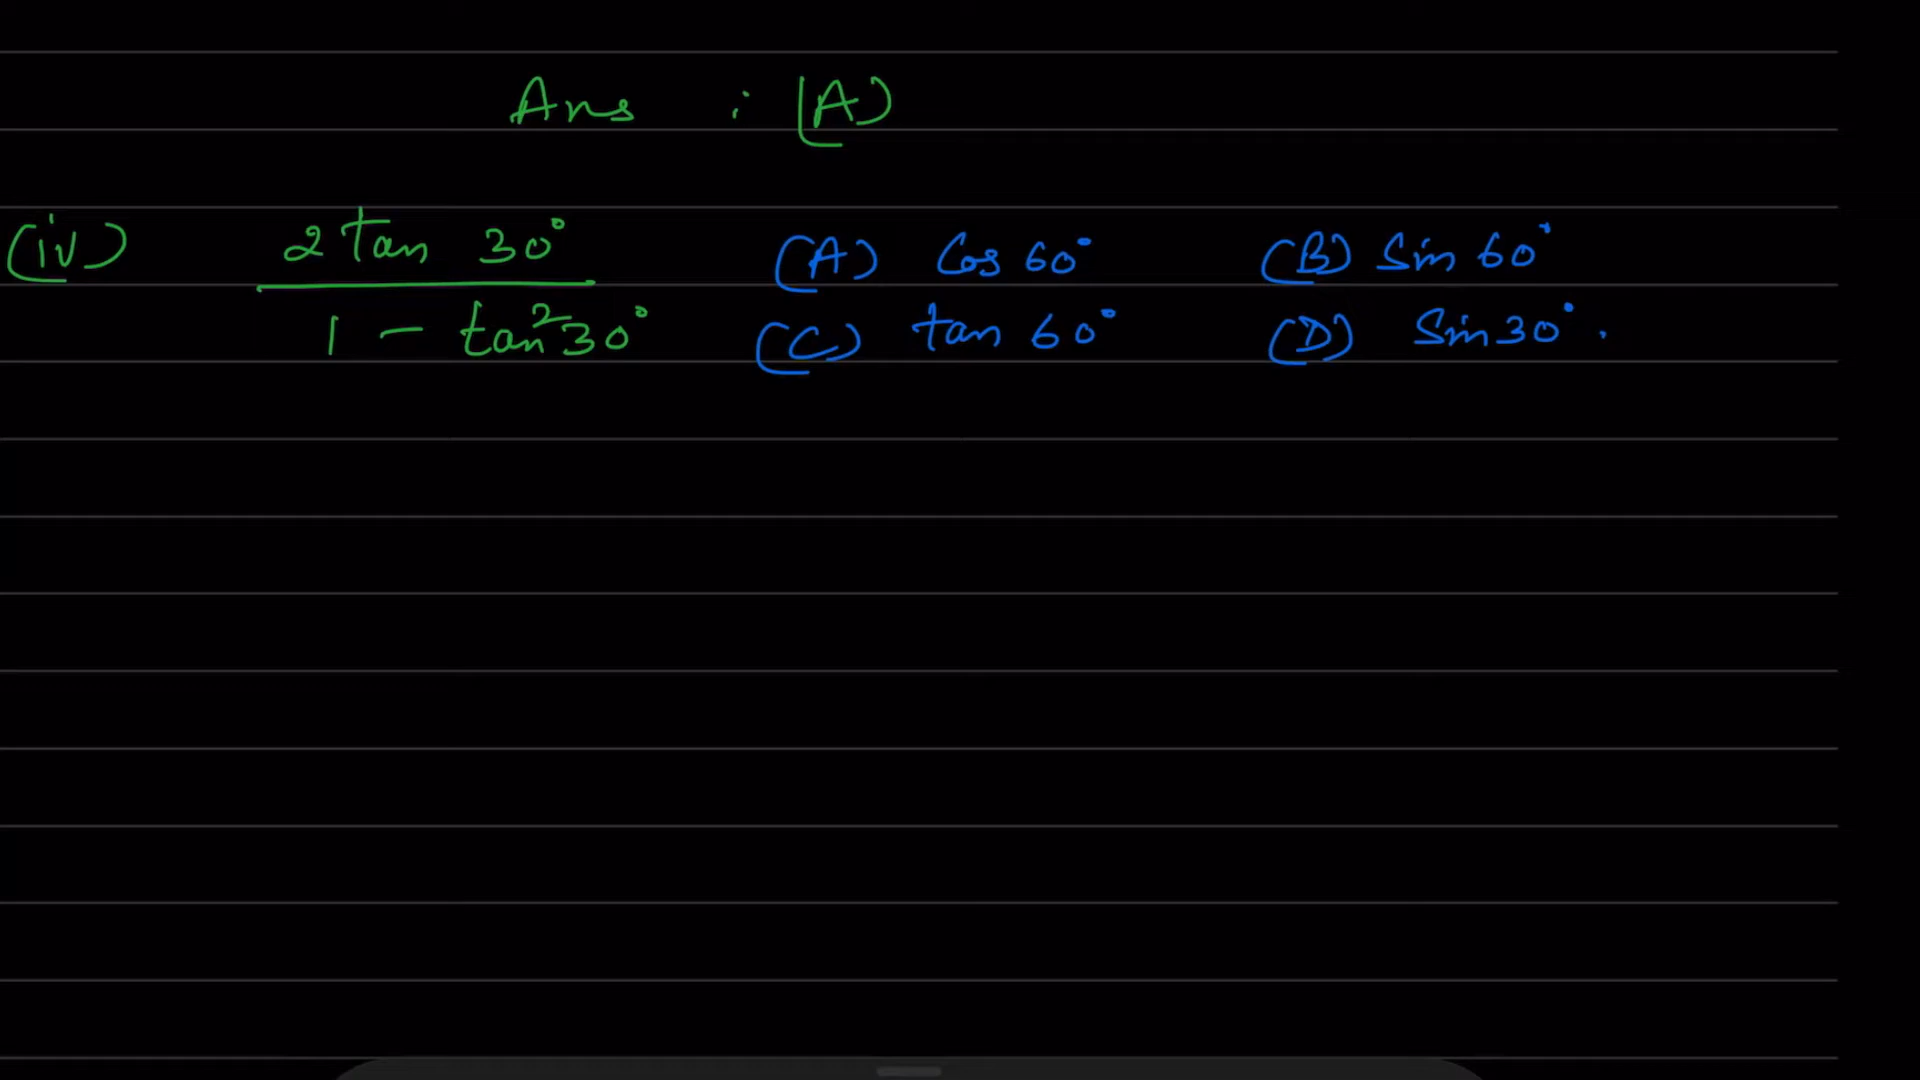 Ans : (A)
(iv) 2 tan 30° (A) Cos 60° (B) Sin 60°
1 - tan²30° (C) tan 60° (D) Sin 30° .